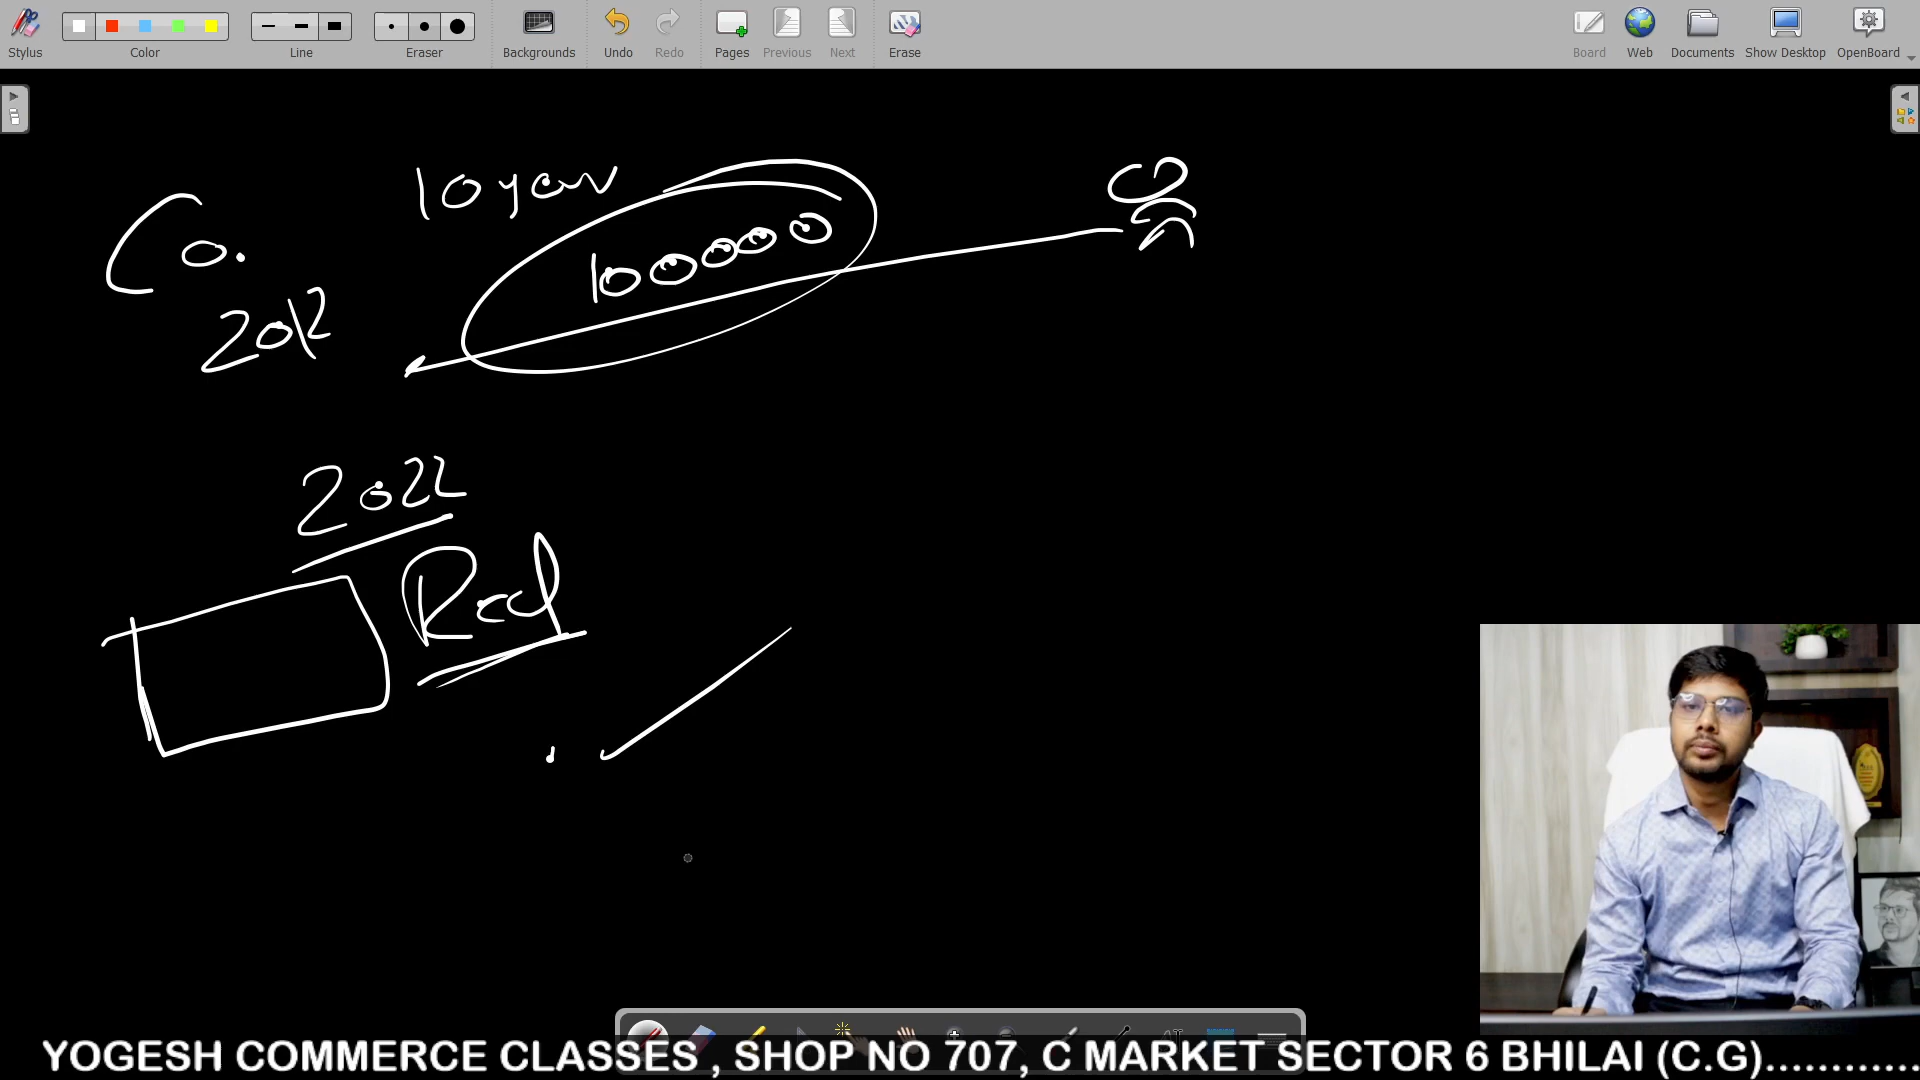 Stylus Color Line Eraser Backgrounds Undo Redo Pages Previous Next Erase Board Web Documents Show Desktop OpenBoard
10 year
Co.
10000
2012
2022
Red
YOGESH COMMERCE CLASSES , SHOP NO 707, C MARKET SECTOR 6 BHILAI (C.G)............